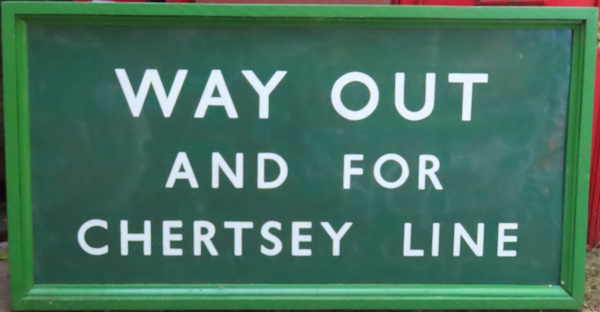 WAY OUT
AND FOR
CHERTSEY LINE